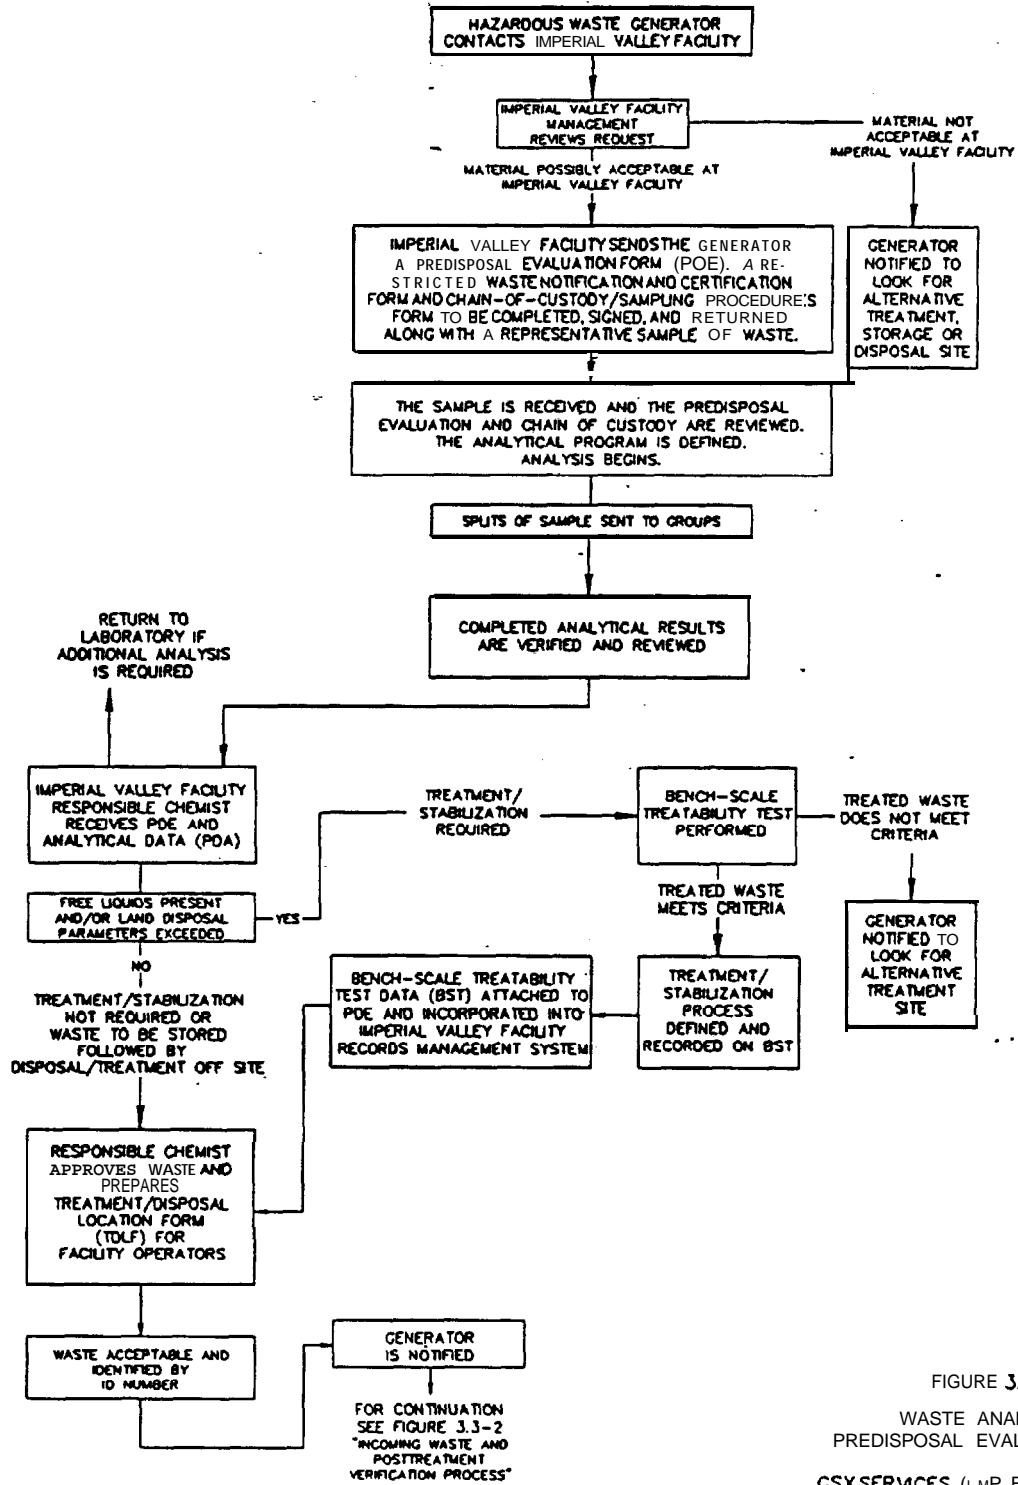 HAZARDOUS WASTE GENERATOR
CONTACTS IMPERIAL VALLEY FACILITY
IMPERIAL VALLEY FACILITY
MANAGEMENT
REVIEWS REQUEST
MATERIAL NOT
ACCEPTABLE AT
IMPERIAL VALLEY FACILITY
MATERIAL POSSIBLY ACCEPTABLE AT
IMPERIAL VALLEY FACILITY
IMPERIAL VALLEY FACILITY SENDS THE GENERATOR
A PREDISPOSAL EVALUATION FORM (POE). A RE-
STRICTED WASTE NOTIFICATION AND CERTIFICATION
FORM AND CHAIN-OF-CUSTODY/SAMPLING PROCEDURE:S
FORM TO BE COMPLETED, SIGNED, AND RETURNED
ALONG WITH A REPRESENTATIVE SAMPLE OF WASTE.
GENERATOR
NOTIFIED TO
LOOK FOR
ALTERNATIVE
TREATMENT,
STORAGE OR
DISPOSAL SITE
THE SAMPLE IS RECEIVED AND THE PREDISPOSAL
EVALUATION AND CHAIN OF CUSTODY ARE REVIEWED.
THE ANALYTICAL PROGRAM IS DEFINED.
ANALYSIS BEGINS.
SPLITS OF SAMPLE SENT TO GROUPS
COMPLETED ANALYTICAL RESULTS
ARE VERIFIED AND REVIEWED
RETURN TO
LABORATORY IF
ADDITIONAL ANALYSIS
IS REQUIRED
IMPERIAL VALLEY FACILITY
RESPONSIBLE CHEMIST
RECEIVES PDE AND
ANALYTICAL DATA (PDA)
TREATMENT/
STABILIZATION
REQUIRED
BENCH-SCALE
TREATABILITY TEST
PERFORMED
TREATED WASTE
DOES NOT MEET
CRITERIA
FREE LIQUIDS PRESENT
AND/OR LAND DISPOSAL
PARAMETERS EXCEEDED
YES
TREATED WASTE
MEETS CRITERIA
GENERATOR
NOTIFIED TO
LOOK FOR
ALTERNATIVE
TREATMENT
SITE
NO
TREATMENT/STABILIZATION
NOT REQUIRED OR
WASTE TO BE STORED
FOLLOWED BY
DISPOSAL/TREATMENT OFF SITE
BENCH-SCALE TREATABILITY
TEST DATA (BST) ATTACHED TO
PDE AND INCORPORATED INTO
IMPERIAL VALLEY FACILITY
RECORDS MANAGEMENT SYSTEM
TREATMENT/
STABILIZATION
PROCESS
DEFINED AND
RECORDED ON BST
RESPONSIBLE CHEMIST
APPROVES WASTE AND
PREPARES
TREATMENT/DISPOSAL
LOCATION FORM
(TDLF) FOR
FACILITY OPERATORS
WASTE ACCEPTABLE AND
IDENTIFIED BY
ID NUMBER
GENERATOR
IS NOTIFIED
FOR CONTINUATION
SEE FIGURE 3.3-2
"INCOMING WASTE AND
POSTTREATMENT
VERIFICATION PROCESS"
FIGURE 3.
WASTE ANAL
PREDISPOSAL EVAL
GSX SERVICES